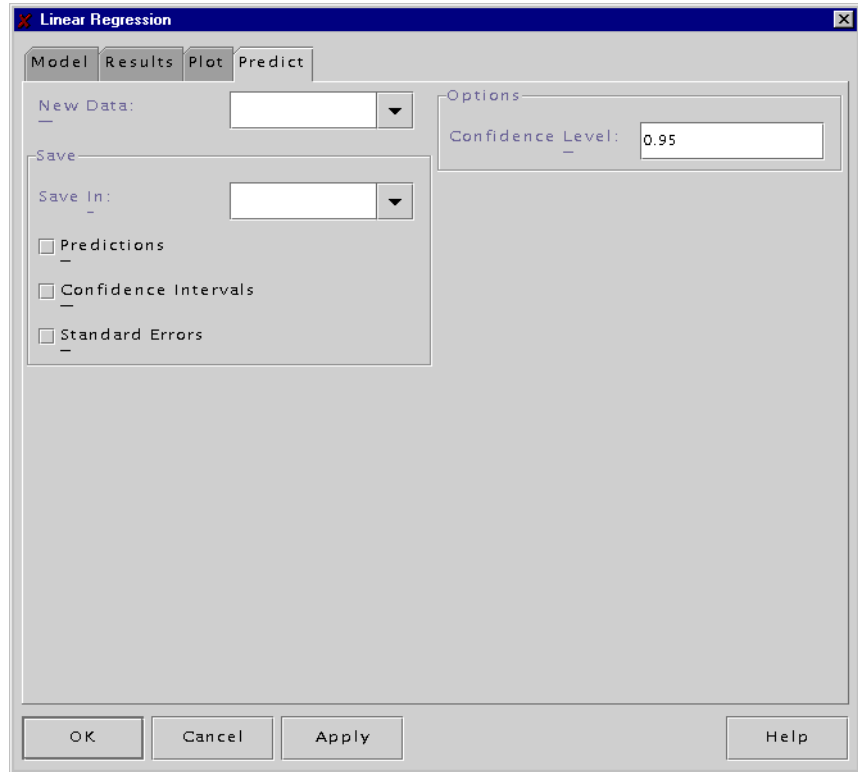 Linear Regression
Model Results Plot Predict
New Data:
Save
Save In:
Predictions
Confidence Intervals
Standard Errors
Options
Confidence Level: 0.95
OK Cancel Apply Help